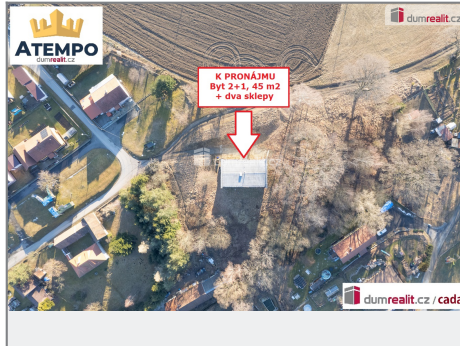 ATEMPO
dumrealit.cz
dumrealit.cz
K PRONÁJMU
Byt 2+1, 45 m2
+ dva sklepy
dumrealit.cz / cada